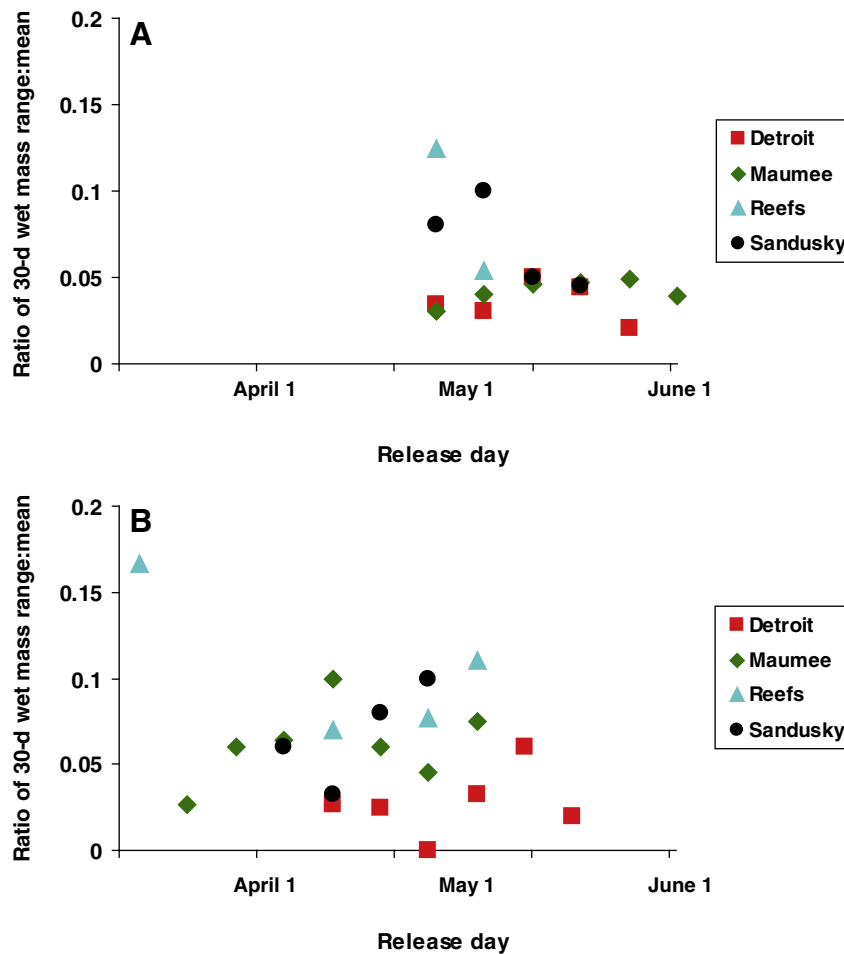 A
Ratio of 30-d wet mass range:mean
0.2
0.15
0.1
0.05
0
April 1
May 1
June 1
Release day
Detroit
Maumee
Reefs
Sandusky
B
Ratio of 30-d wet mass range:mean
0.2
0.15
0.1
0.05
0
April 1
May 1
June 1
Release day
Detroit
Maumee
Reefs
Sandusky